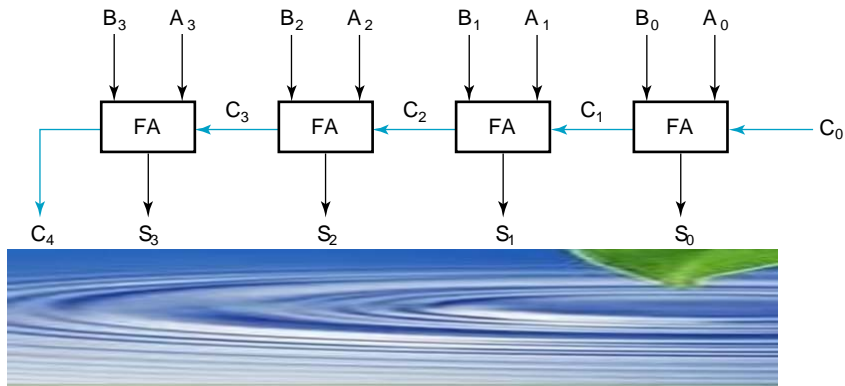 B₃ A₃ B₂ A₂ B₁ A₁ B₀ A₀
FA C₃ FA C₂ FA C₁ FA C₀
C₄ S₃ S₂ S₁ S₀